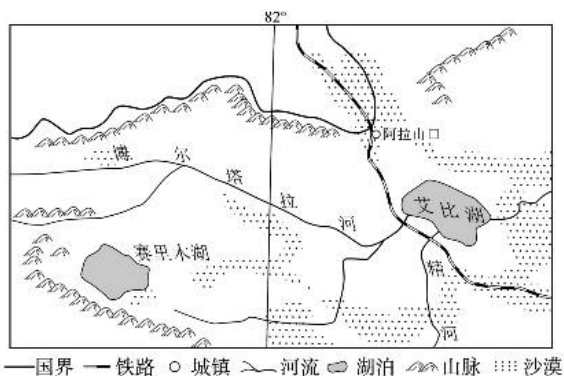 82°
阿拉山口
博尔塔拉河
艾比湖
赛里木湖
精河
国界 铁路 城镇 河流 湖泊 山脉 沙漠